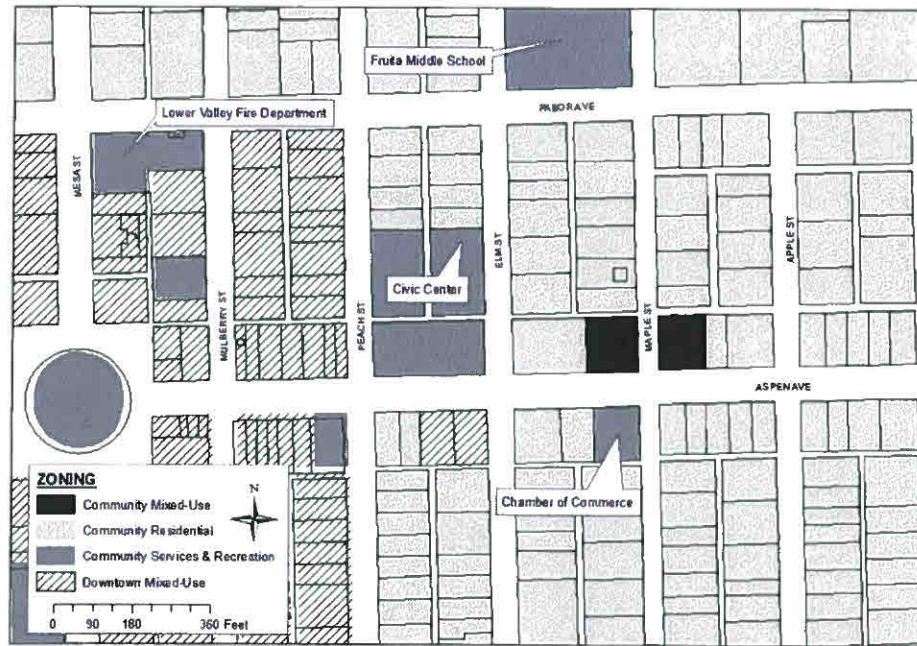 Fruita Middle School
PABOR AVE
Lower Valley Fire Department
MESA ST
ELM ST
APPLE ST
Civic Center
MULBERRY ST
PEACH ST
MAPLE ST
ASPEN AVE
ZONING
N
Community Mixed-Use
Community Residential
Community Services & Recreation
Downtown Mixed-Use
0 90 180 360 Feet
Chamber of Commerce